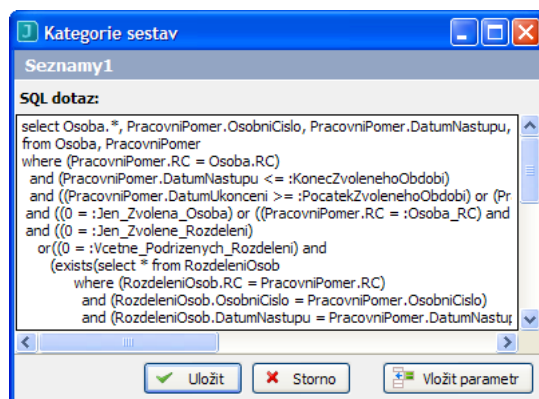 Kategorie sestav
Seznamy1
SQL dotaz:
select Osoba.*, PracovniPomer.OsobniCislo, PracovniPomer.DatumNastupu,
from Osoba, PracovniPomer
where (PracovniPomer.RC = Osoba.RC)
and (PracovniPomer.DatumNastupu <= :KonecZvolenehoObdobi)
and ((PracovniPomer.DatumUkonceni >= :PocatekZvolenehoObdobi) or (Pr
and ((0 = :Jen_Zvolena_Osoba) or ((PracovniPomer.RC = :Osoba_RC) and
and ((0 = :Jen_Zvolene_Rozdeleni)
or((0 = :Vcetne_Podrizenych_Rozdeleni) and
(exists(select * from RozdeleniOsob
where (RozdeleniOsob.RC = PracovniPomer.RC)
and (RozdeleniOsob.OsobniCislo = PracovniPomer.OsobniCislo)
and (RozdeleniOsob.DatumNastupu = PracovniPomer.DatumNastup
Uložit Storno Vložit parametr